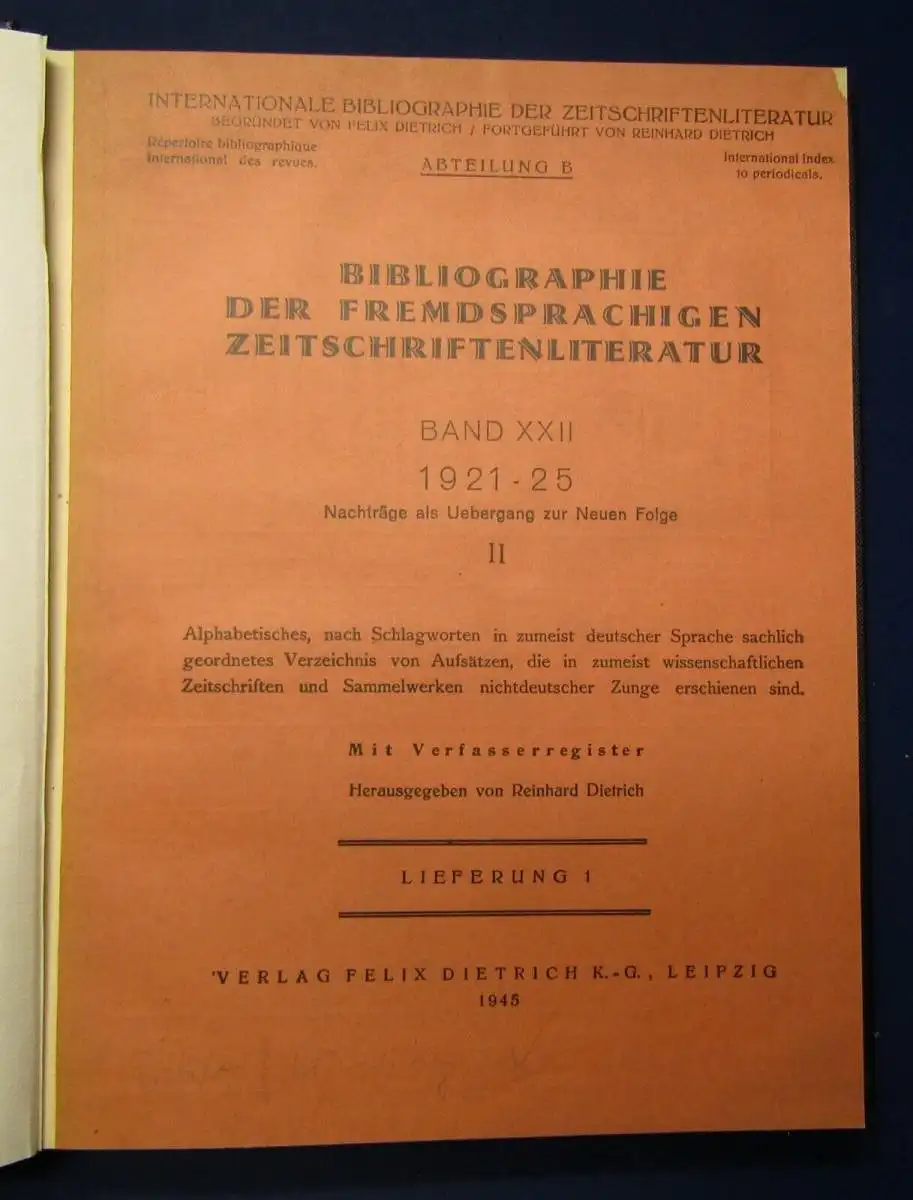 INTERNATIONALE BIBLIOGRAPHIE DER ZEITSCHRIFTENLITERATUR
BEGRÜNDET VON FELIX DIETRICH / FORTGEFÜHRT VON REINHARD DIETRICH
Répertoire bibliographique
international des revues.
ABTEILUNG B
International Index
to periodicals.
BIBLIOGRAPHIE
DER FREMDSPRACHIGEN
ZEITSCHRIFTENLITERATUR
BAND XXII
1921-25
Nachträge als Uebergang zur Neuen Folge
II
Alphabetisches, nach Schlagworten in zumeist deutscher Sprache sachlich
geordnetes Verzeichnis von Aufsätzen, die in zumeist wissenschaftlichen
Zeitschriften und Sammelwerken nichtdeutscher Zunge erschienen sind.
Mit Verfasserregister
Herausgegeben von Reinhard Dietrich
LIEFERUNG 1
VERLAG FELIX DIETRICH K.-G., LEIPZIG
1945